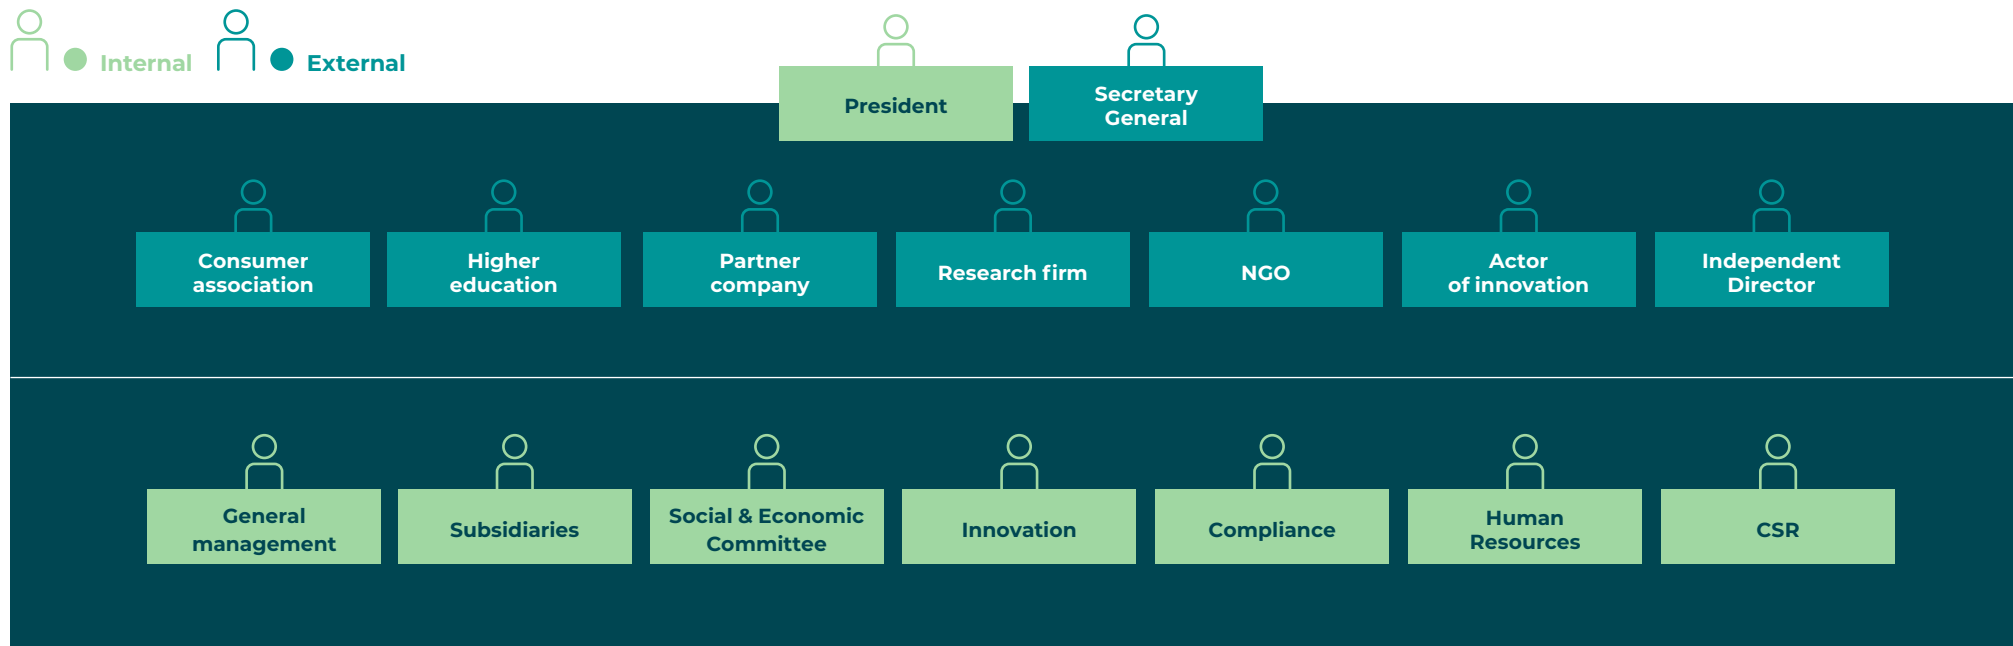 Internal
External
President
Secretary
General
Consumer
association
Higher
education
Partner
company
Research firm
NGO
Actor
of innovation
Independent
Director
General
management
Subsidiaries
Social & Economic
Committee
Innovation
Compliance
Human
Resources
CSR